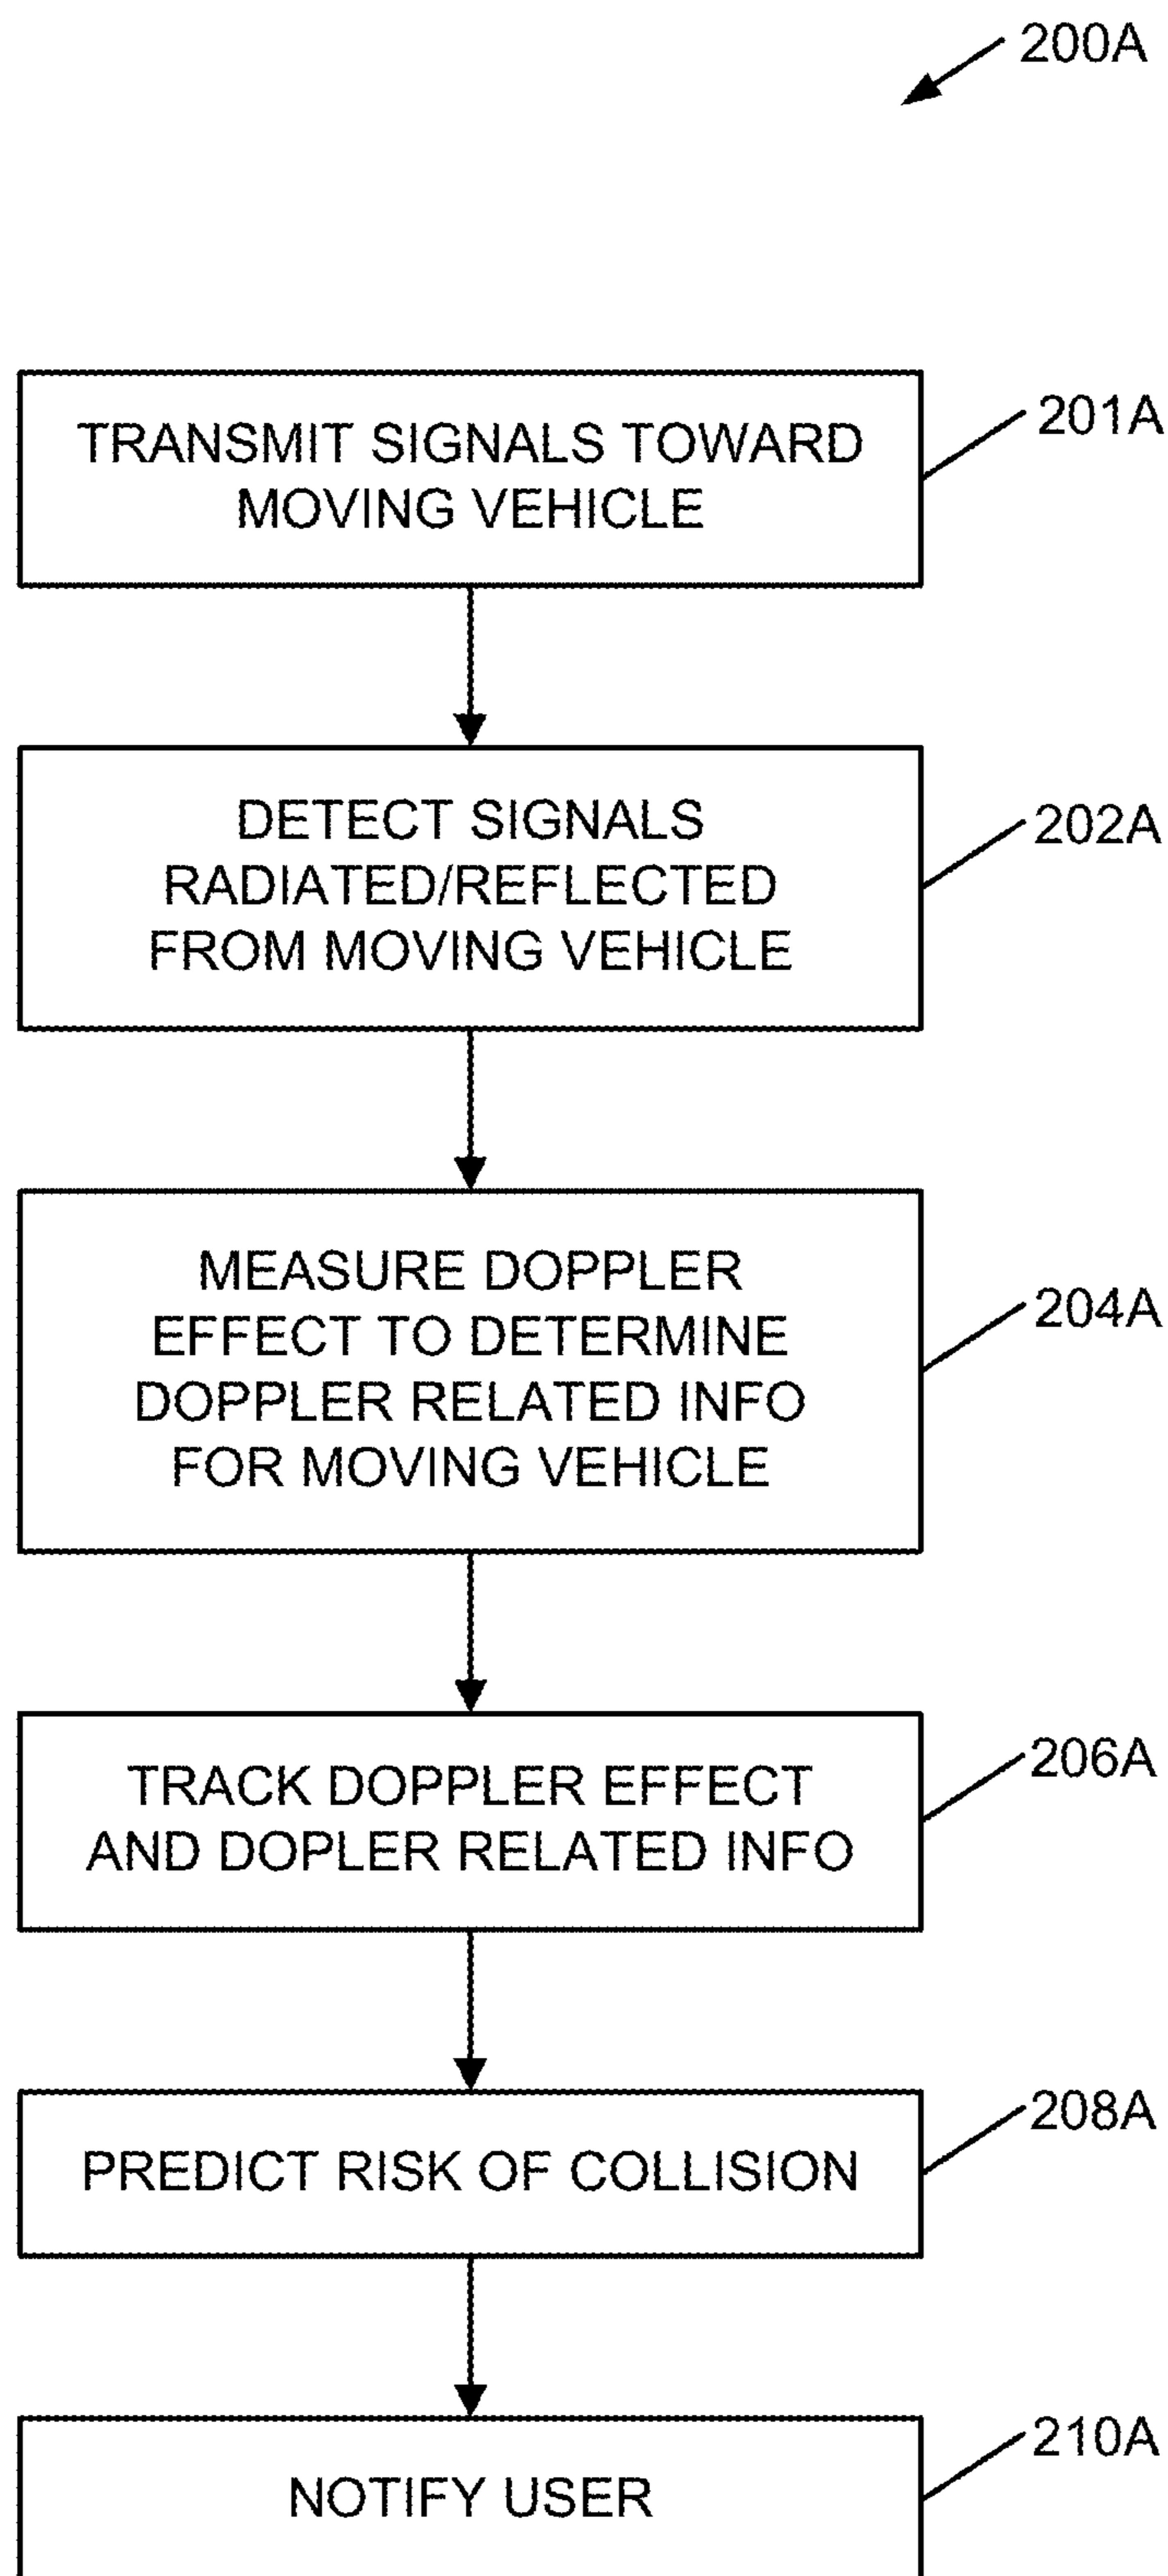 200A
TRANSMIT SIGNALS TOWARD
MOVING VEHICLE
201A
DETECT SIGNALS
RADIATED/REFLECTED
FROM MOVING VEHICLE
202A
MEASURE DOPPLER
EFFECT TO DETERMINE
DOPPLER RELATED INFO
FOR MOVING VEHICLE
204A
TRACK DOPPLER EFFECT
AND DOPLER RELATED INFO
206A
PREDICT RISK OF COLLISION
208A
NOTIFY USER
210A